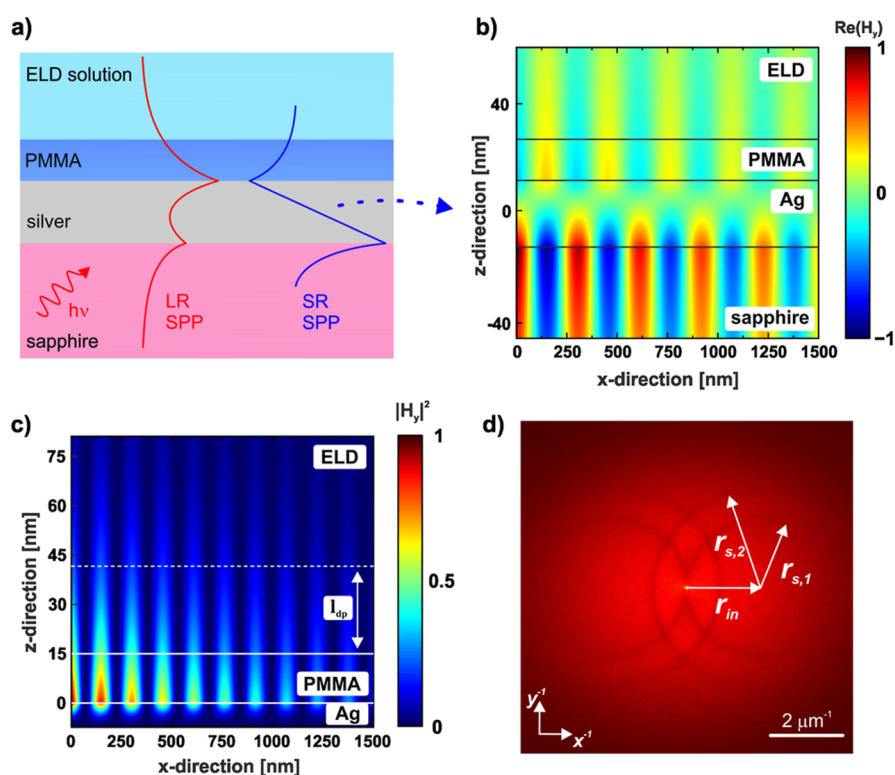 a)
ELD solution
PMMA
silver
hν
LR
SPP
SR
SPP
sapphire
b)
Re(Hy)
ELD
PMMA
Ag
sapphire
60
40
20
0
-20
-40
z-direction [nm]
0
250
500
750
1000
1250
1500
x-direction [nm]
1
0
−1
c)
|Hy|²
ELD
ldp
PMMA
Ag
75
60
45
30
15
0
z-direction [nm]
0
250
500
750
1000
1250
1500
x-direction [nm]
1
0.5
0
d)
rs,2
rs,1
rin
y-1
x-1
2 μm-1